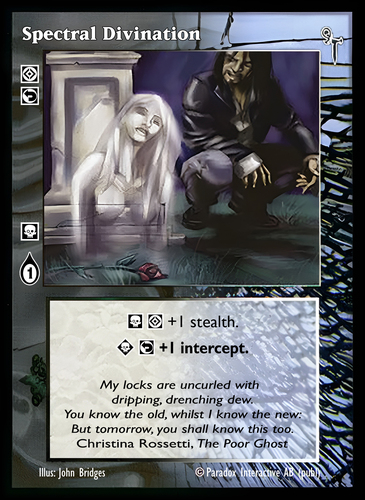 Spectral Divination
1
+1 stealth.
+1 intercept.
My locks are uncurled with
dripping, drenching dew.
You know the old, whilst I know the new:
But tomorrow, you shall know this too.
Christina Rossetti, The Poor Ghost
Illus: John Bridges
© Paradox Interactive AB (publ)